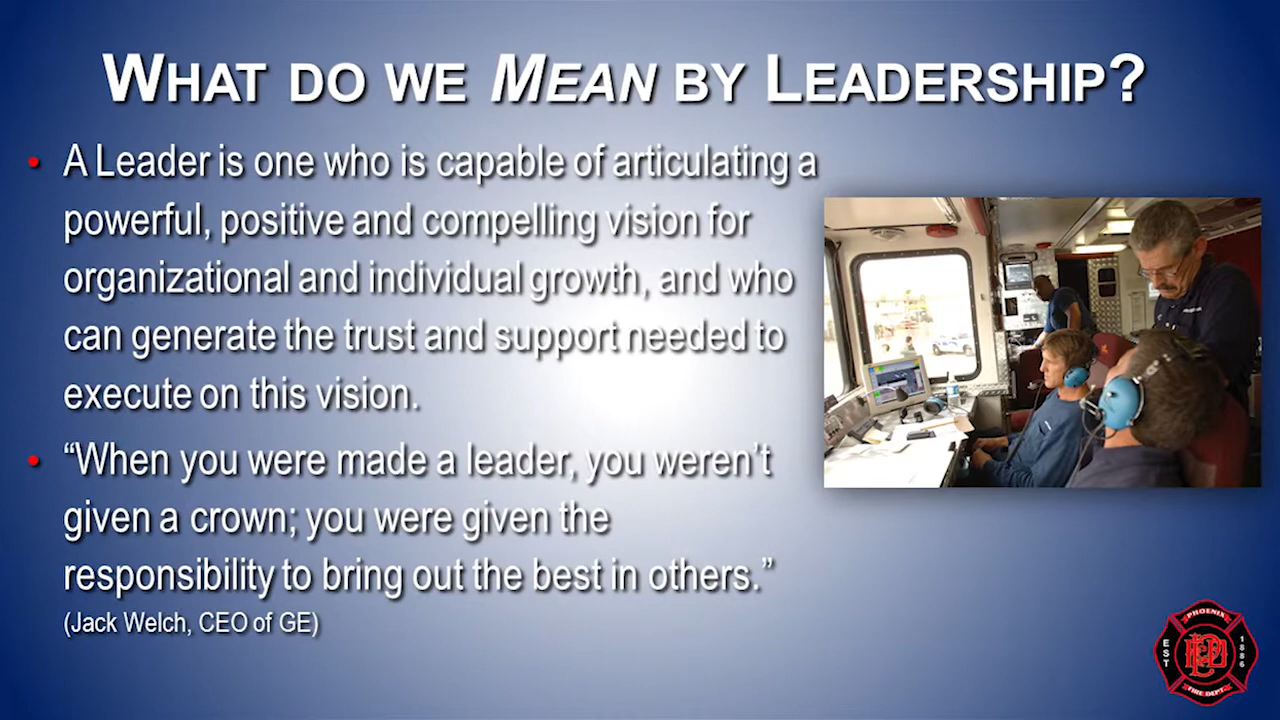 WHAT DO WE MEAN BY LEADERSHIP?
• A Leader is one who is capable of articulating a
powerful, positive and compelling vision for
organizational and individual growth, and who
can generate the trust and support needed to
execute on this vision.
• “When you were made a leader, you weren’t
given a crown; you were given the
responsibility to bring out the best in others.”
(Jack Welch, CEO of GE)
PHOENIX
EST 1886
PFD
FIRE DEPT.